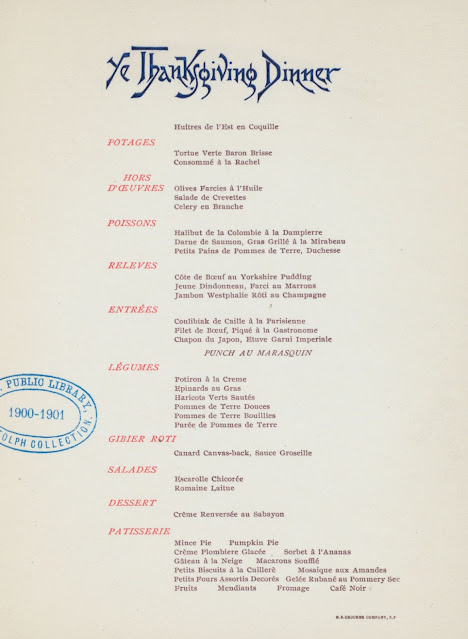 Ye Thanksgiving Dinner
Huîtres de l'Est en Coquille
POTAGES
Tortue Verte Baron Brisse
Consommé à la Rachel
HORS
D'ŒUVRES
Olives Farcies à l'Huile
Salade de Crevettes
Celery en Branche
POISSONS
Halibut de la Colombie à la Dampierre
Darne de Saumon, Gras Grillé à la Mirabeau
Petits Pains de Pommes de Terre, Duchesse
RELEVES
Côte de Bœuf au Yorkshire Pudding
Jeune Dindonneau, Farci au Marrons
Jambon Westphalie Rôti au Champagne
ENTRÉES
Coulibiak de Caille à la Parisienne
Filet de Bœuf, Piqué à la Gastronome
Chapon du Japon, Etuve Garni Imperiale
PUNCH AU MARASQUIN
LÉGUMES
Potiron à la Creme
Epinards au Gras
Haricots Verts Sautés
Pommes de Terre Douces
Pommes de Terre Bouillies
Purée de Pommes de Terre
PUBLIC LIBRARY,
1900-1901
COLLECTION.
GIBIER ROTI
Canard Canvas-back, Sauce Groseille
SALADES
Escarolle Chicorée
Romaine Laitue
DESSERT
Crême Renversée au Sabayon
PATISSERIE
Mince Pie Pumpkin Pie
Crême Plombiere Glacée Sorbet à l'Ananas
Gâteau à la Neige Macarons Soufflé
Petits Biscuits à la Cuillerè Mosaique aux Amandes
Petits Fours Assortis Decorés Gelée Rubané au Pommery Sec
Fruits Mendiants Fromage Café Noir
COMPANY, S.F